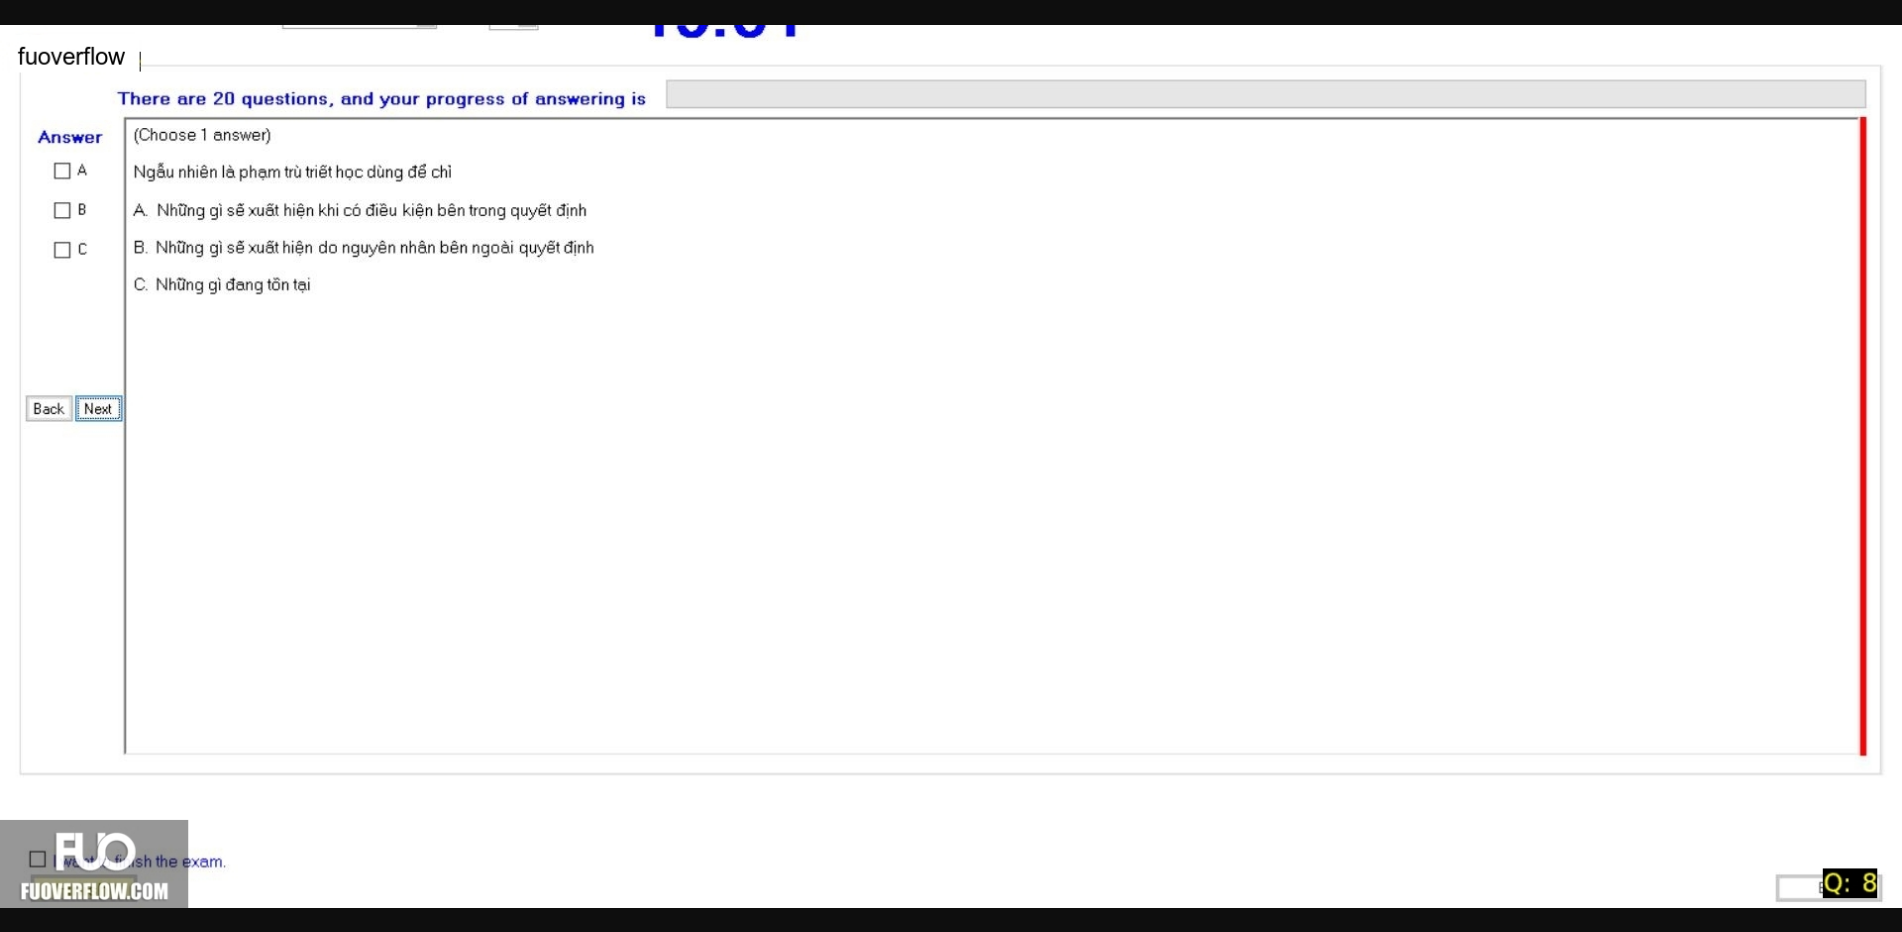 fuoverflow
There are 20 questions, and your progress of answering is
Answer
(Choose 1 answer)
A
Ngẫu nhiên là phạm trù triết học dùng để chỉ
B
A. Những gì sẽ xuất hiện khi có điều kiện bên trong quyết định
C
B. Những gì sẽ xuất hiện do nguyên nhân bên ngoài quyết định
C. Những gì đang tồn tại
Back Next
FUO
finish the exam.
FUOVERFLOW.COM
Q: 8